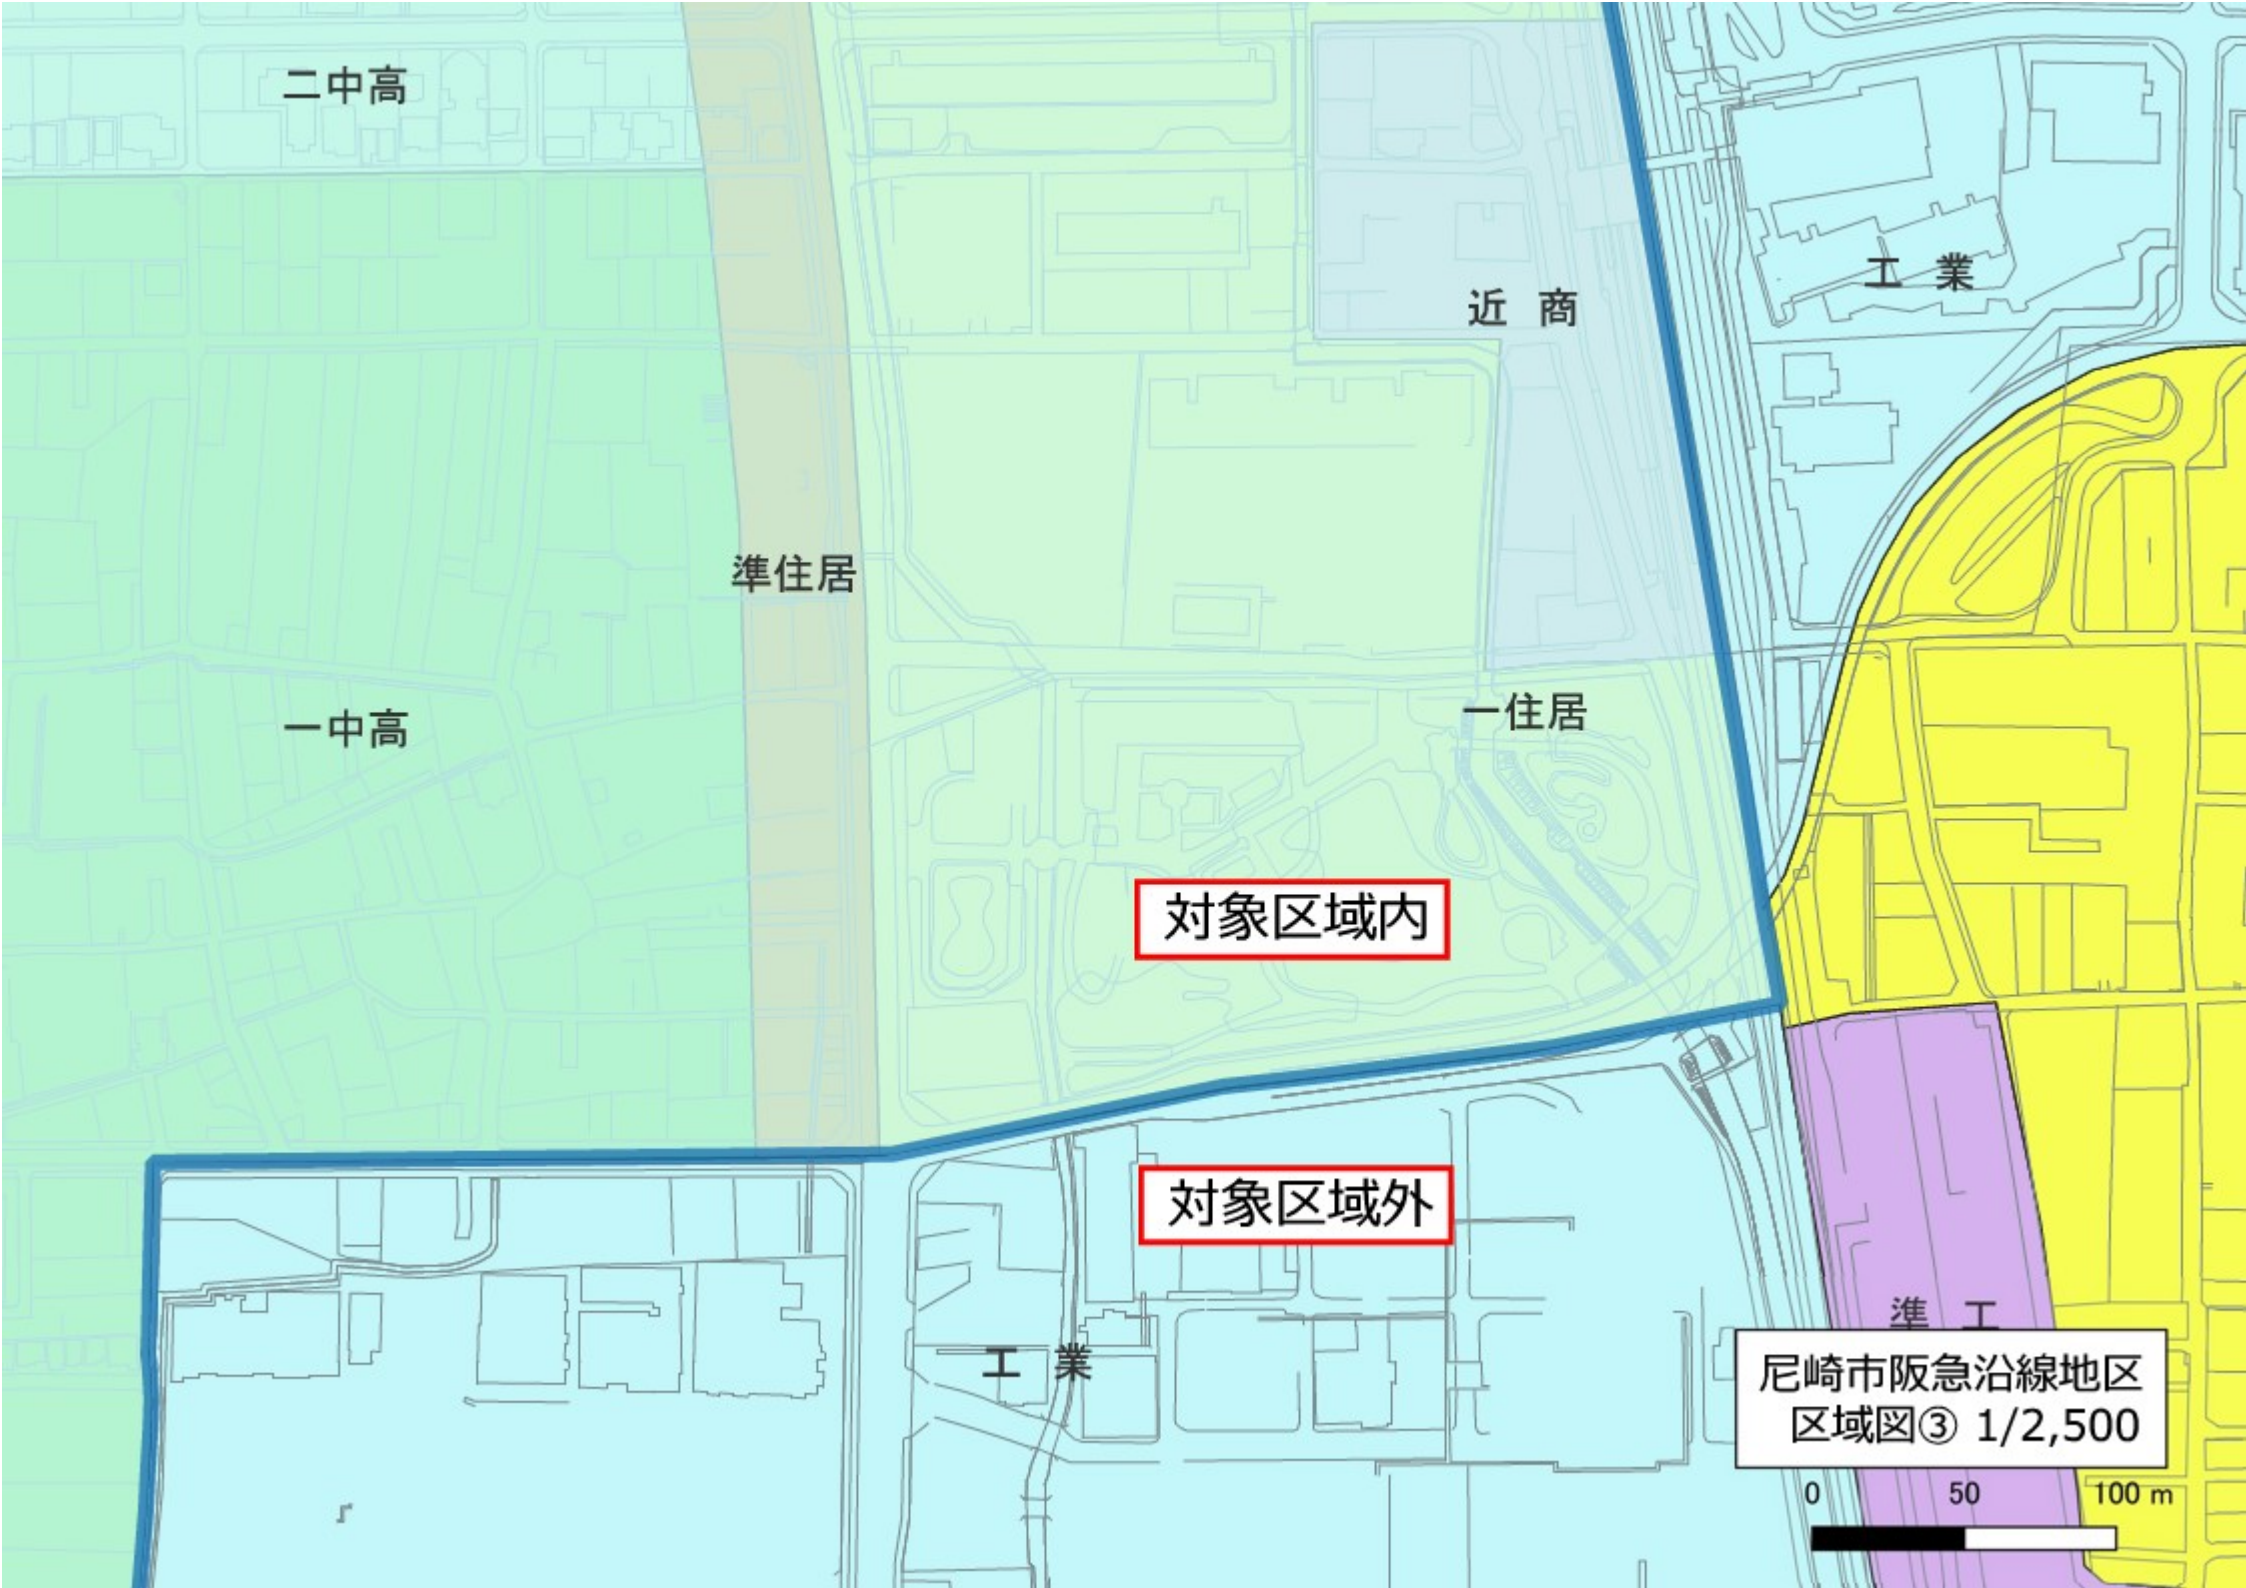 二中高
工 業
近 商
準住居
一住居
一中高
対象区域内
対象区域外
準 工
工 業
尼崎市阪急沿線地区
区域図③ 1/2,500
0 50 100 m